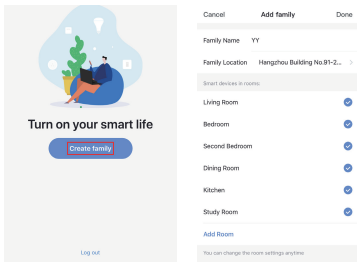 Turn on your smart life
Create family
Log out
Cancel Add family Done
Family Name YY
Family Location Hangzhou Building No.91-2...
Smart devices in rooms:
Living Room
Bedroom
Second Bedroom
Dining Room
Kitchen
Study Room
Add Room
You can change the room settings anytime